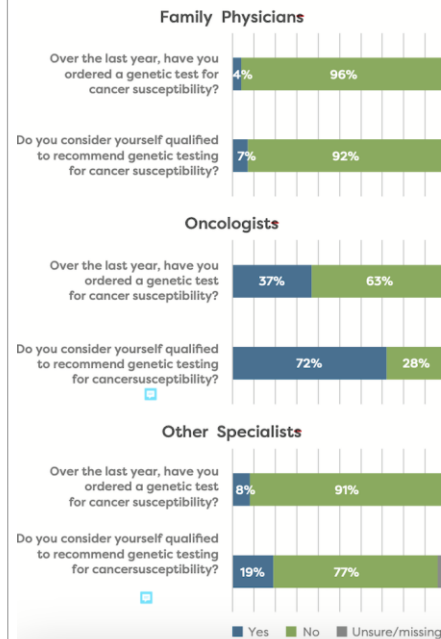 Family Physicians
Over the last year, have you
ordered a genetic test for
cancer susceptibility?
4% 96%
Do you consider yourself qualified
to recommend genetic testing
for cancer susceptibility?
7% 92%
Oncologists
Over the last year, have you
ordered a genetic test
for cancer susceptibility?
37% 63%
Do you consider yourself qualified
to recommend genetic testing
for cancersusceptibility?
72% 28%
Other Specialists
Over the last year, have you
ordered a genetic test
for cancer susceptibility?
8% 91%
Do you consider yourself qualified
to recommend genetic testing
for cancersusceptibility?
19% 77%
Yes No Unsure/missing